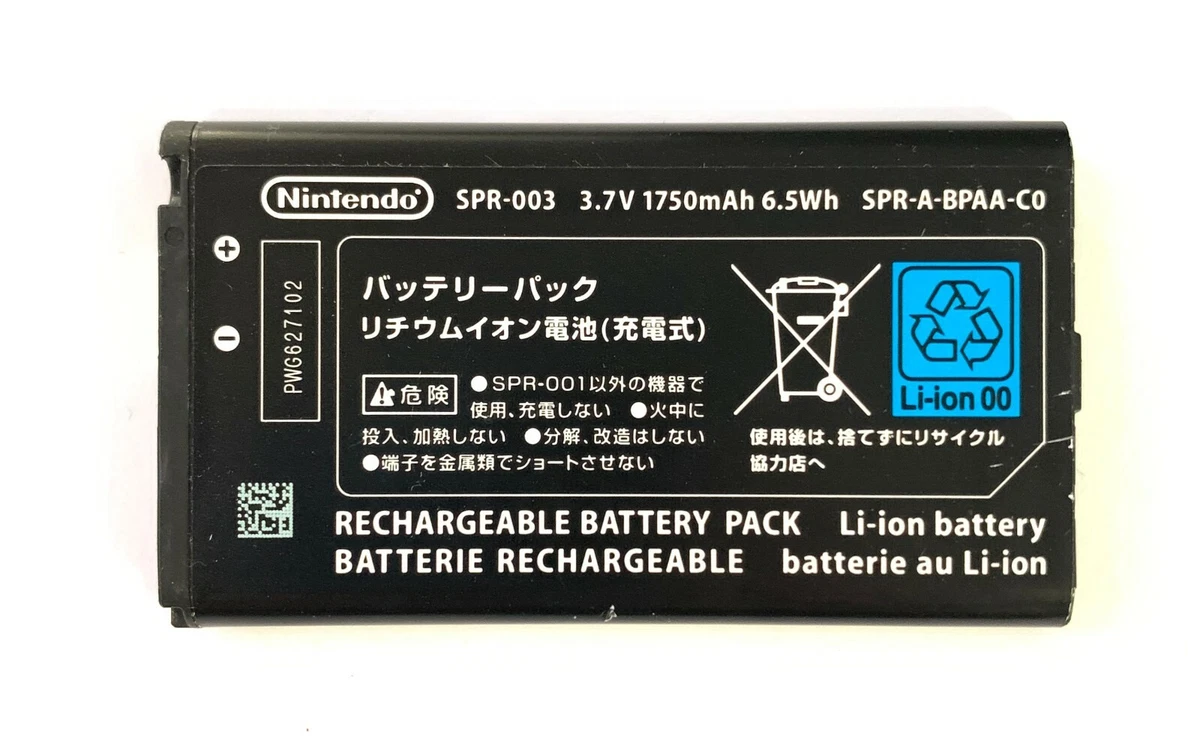 Nintendo SPR-003 3.7V 1750mAh 6.5Wh SPR-A-BPAA-C0
+
−
PWG627102
バッテリーパック
リチウムイオン電池(充電式)
危険 ●SPR-001以外の機器で
使用、充電しない ●火中に
投入、加熱しない ●分解、改造はしない
●端子を金属類でショートさせない
Li-ion 00
使用後は、捨てずにリサイクル
協力店へ
RECHARGEABLE BATTERY PACK Li-ion battery
BATTERIE RECHARGEABLE batterie au Li-ion